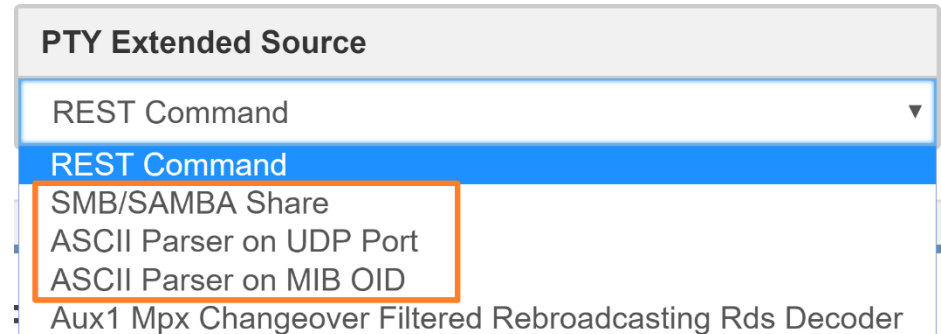 PTY Extended Source
REST Command
REST Command
SMB/SAMBA Share
ASCII Parser on UDP Port
ASCII Parser on MIB OID
Aux1 Mpx Changeover Filtered Rebroadcasting Rds Decoder